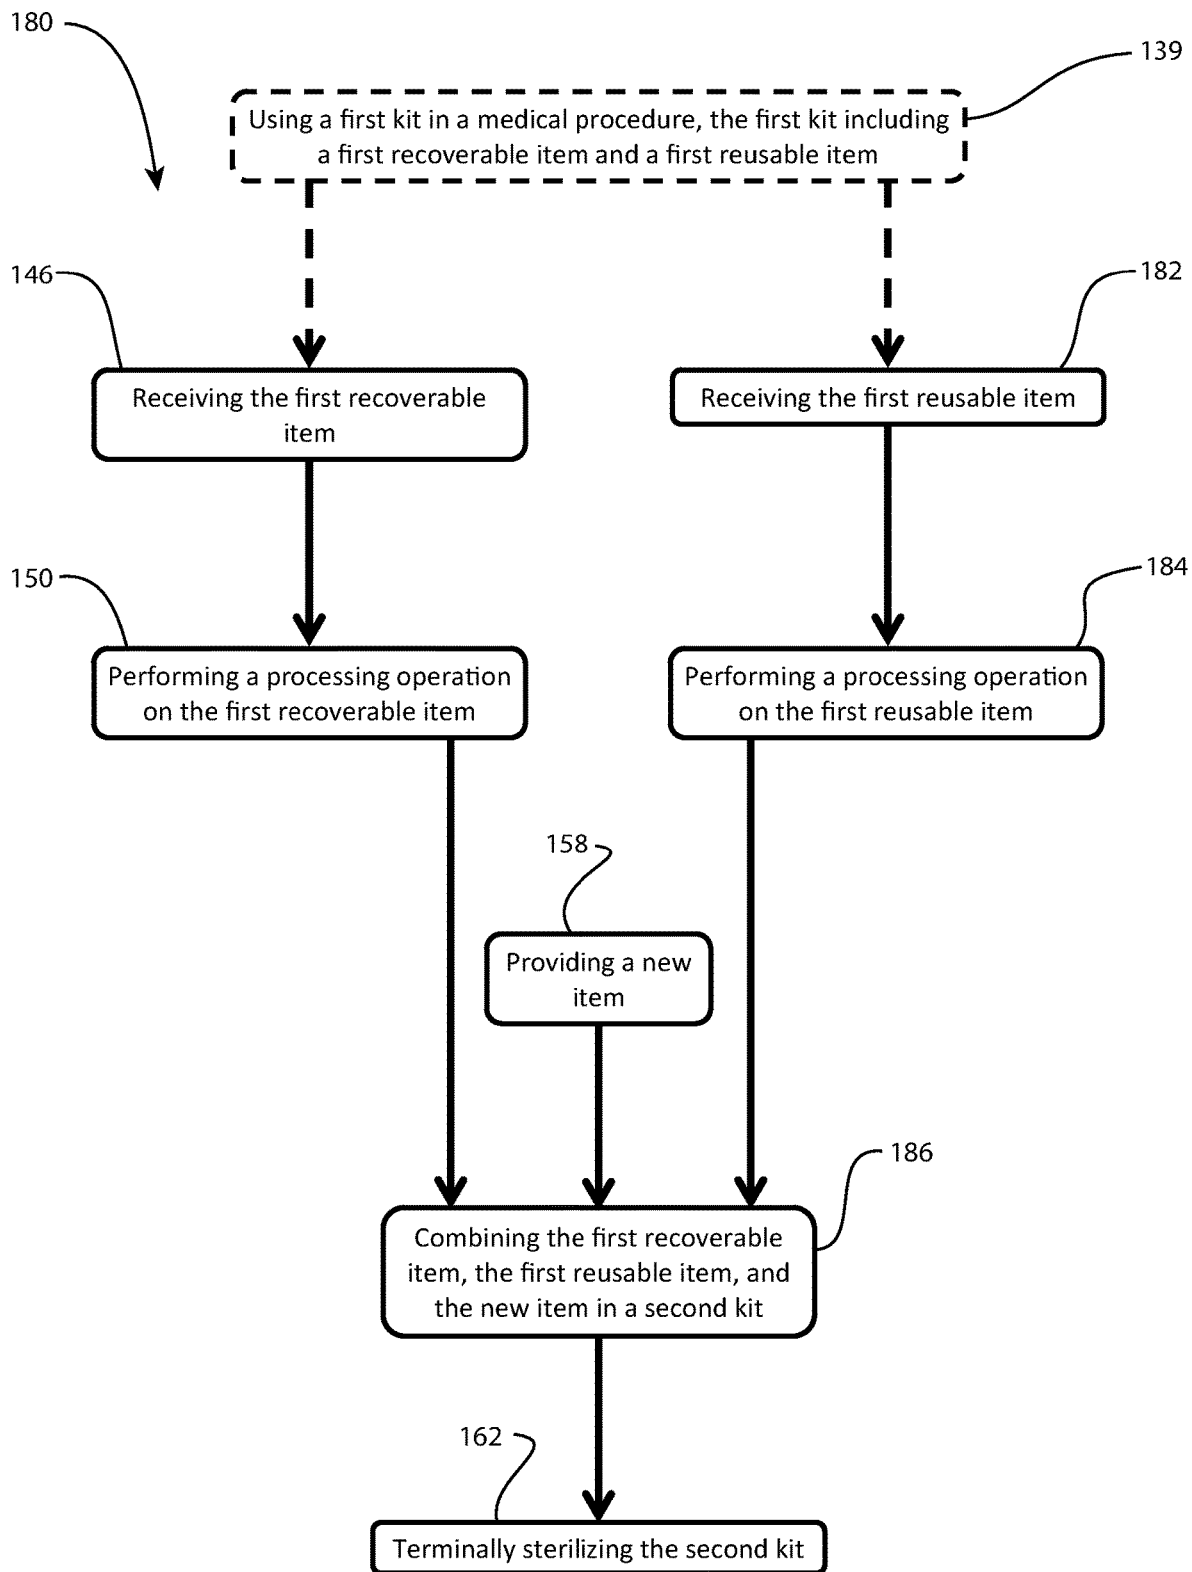 180
139
Using a first kit in a medical procedure, the first kit including
a first recoverable item and a first reusable item
146
182
Receiving the first recoverable
item
Receiving the first reusable item
150
184
Performing a processing operation
on the first recoverable item
Performing a processing operation
on the first reusable item
158
Providing a new
item
186
Combining the first recoverable
item, the first reusable item, and
the new item in a second kit
162
Terminally sterilizing the second kit